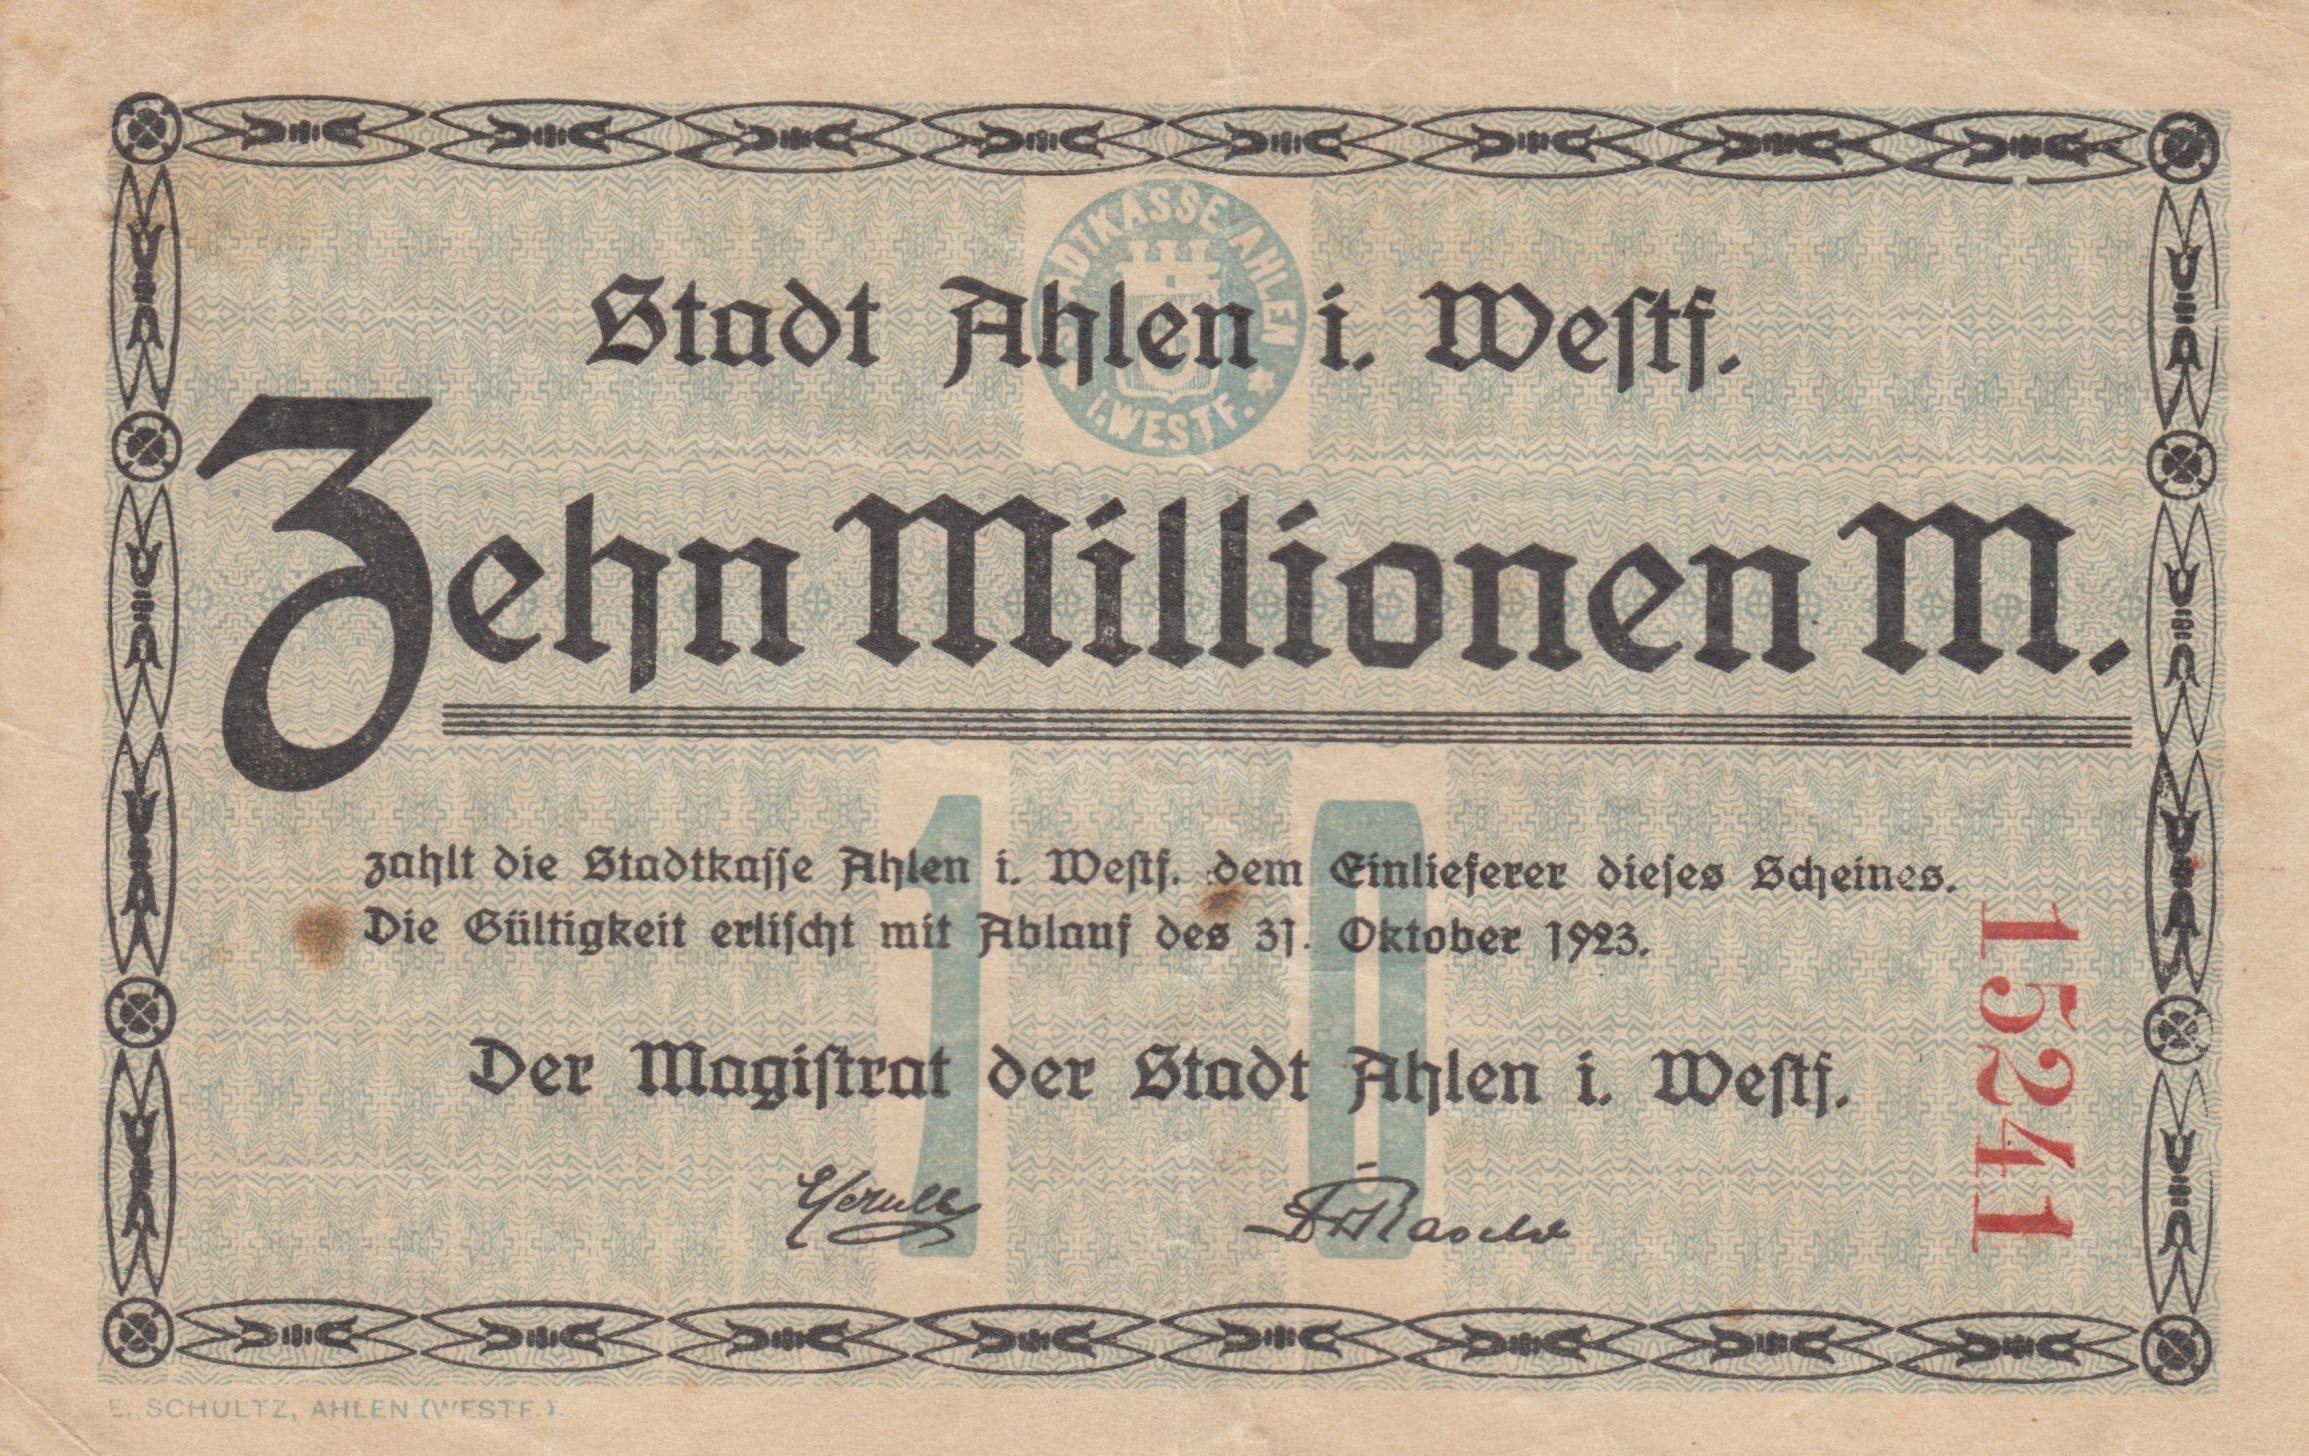 STADTKASSE AHLEN
I. WESTF.
Stadt Ahlen i. Westf.
Zehn Millionen M.
10
zahlt die Stadtkasse Ahlen i. Westf. dem Einlieferer dieses Scheines.
Die Gültigkeit erlischt mit Ablauf des 31. Oktober 1923.
15241
Der Magistrat der Stadt Ahlen i. Westf.
E. SCHULTZ, AHLEN (WESTF.).